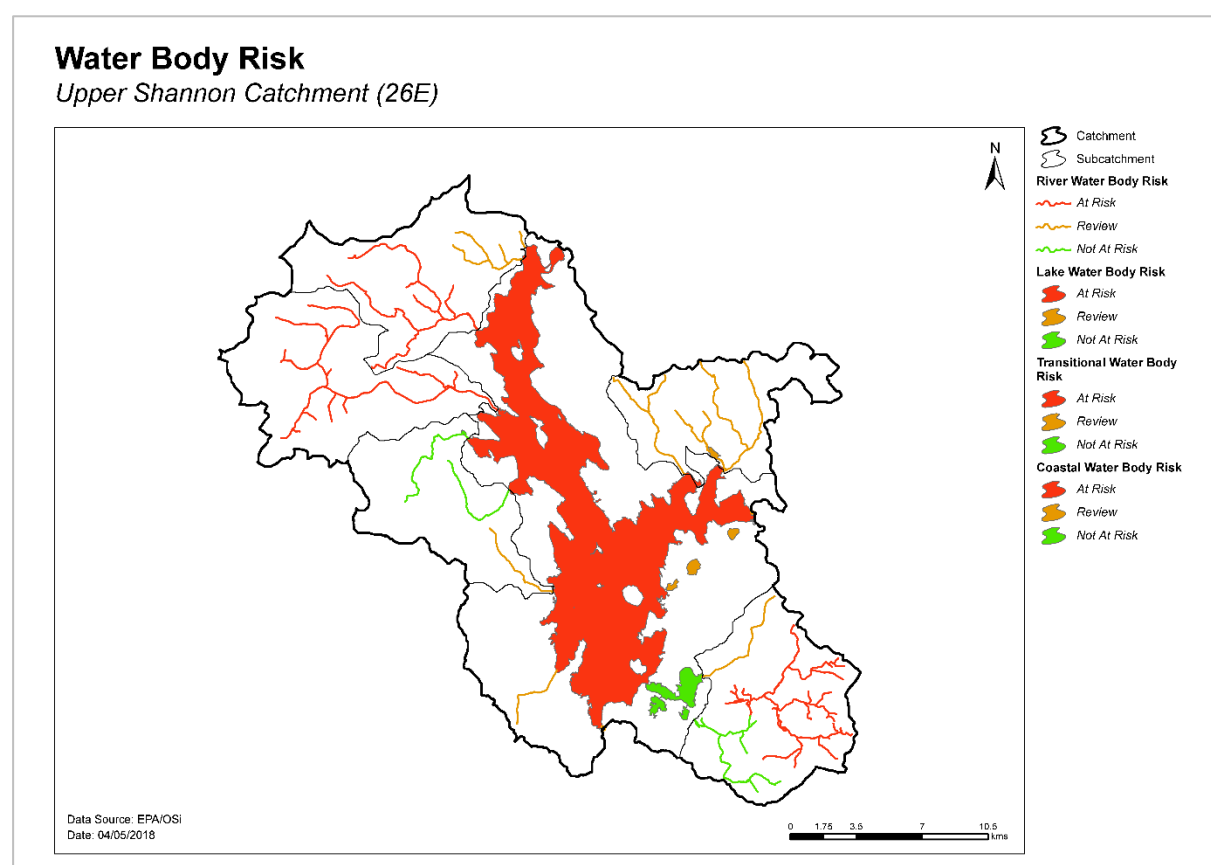 Water Body Risk
Upper Shannon Catchment (26E)
N
Catchment
Subcatchment
River Water Body Risk
At Risk
Review
Not At Risk
Lake Water Body Risk
At Risk
Review
Not At Risk
Transitional Water Body
Risk
At Risk
Review
Not At Risk
Coastal Water Body Risk
At Risk
Review
Not At Risk
Data Source: EPA/OSi
Date: 04/05/2018
0 1.75 3.5 7 10.5
kms